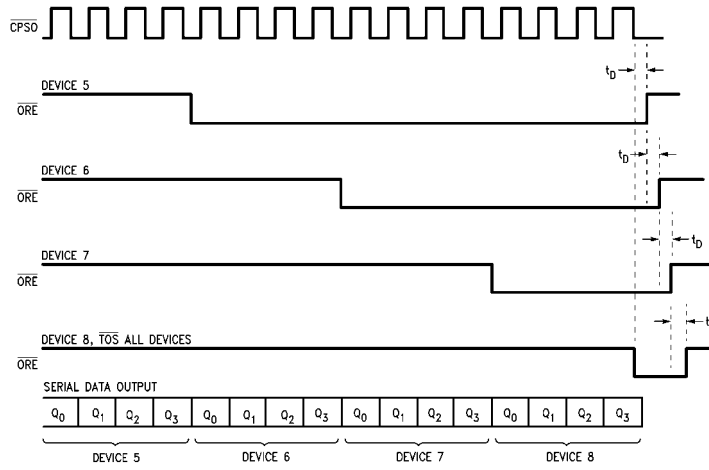 CPSO
t_D
DEVICE 5
ORE
t_D
DEVICE 6
ORE
DEVICE 7
t_D
ORE
t
DEVICE 8, TOS ALL DEVICES
ORE
SERIAL DATA OUTPUT
Q0 Q1 Q2 Q3 Q0 Q1 Q2 Q3 Q0 Q1 Q2 Q3 Q0 Q1 Q2 Q3
DEVICE 5 DEVICE 6 DEVICE 7 DEVICE 8